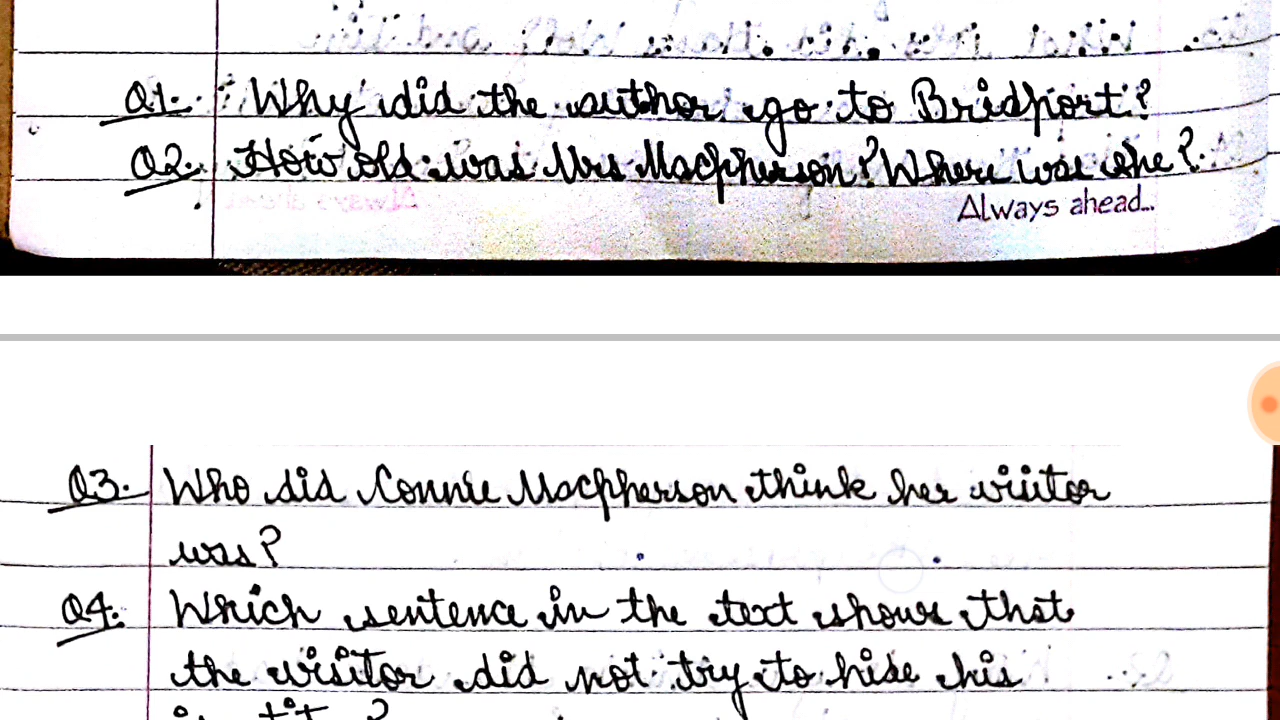 Q1. Why did the author go to Bridport?
Q2. How old was Mrs Macpherson? Where was she?
Always ahead...
Q3. Who did Connie Macpherson think her visitor
was?
Q4. Which sentence in the text shows that
the visitor did not try to hide his